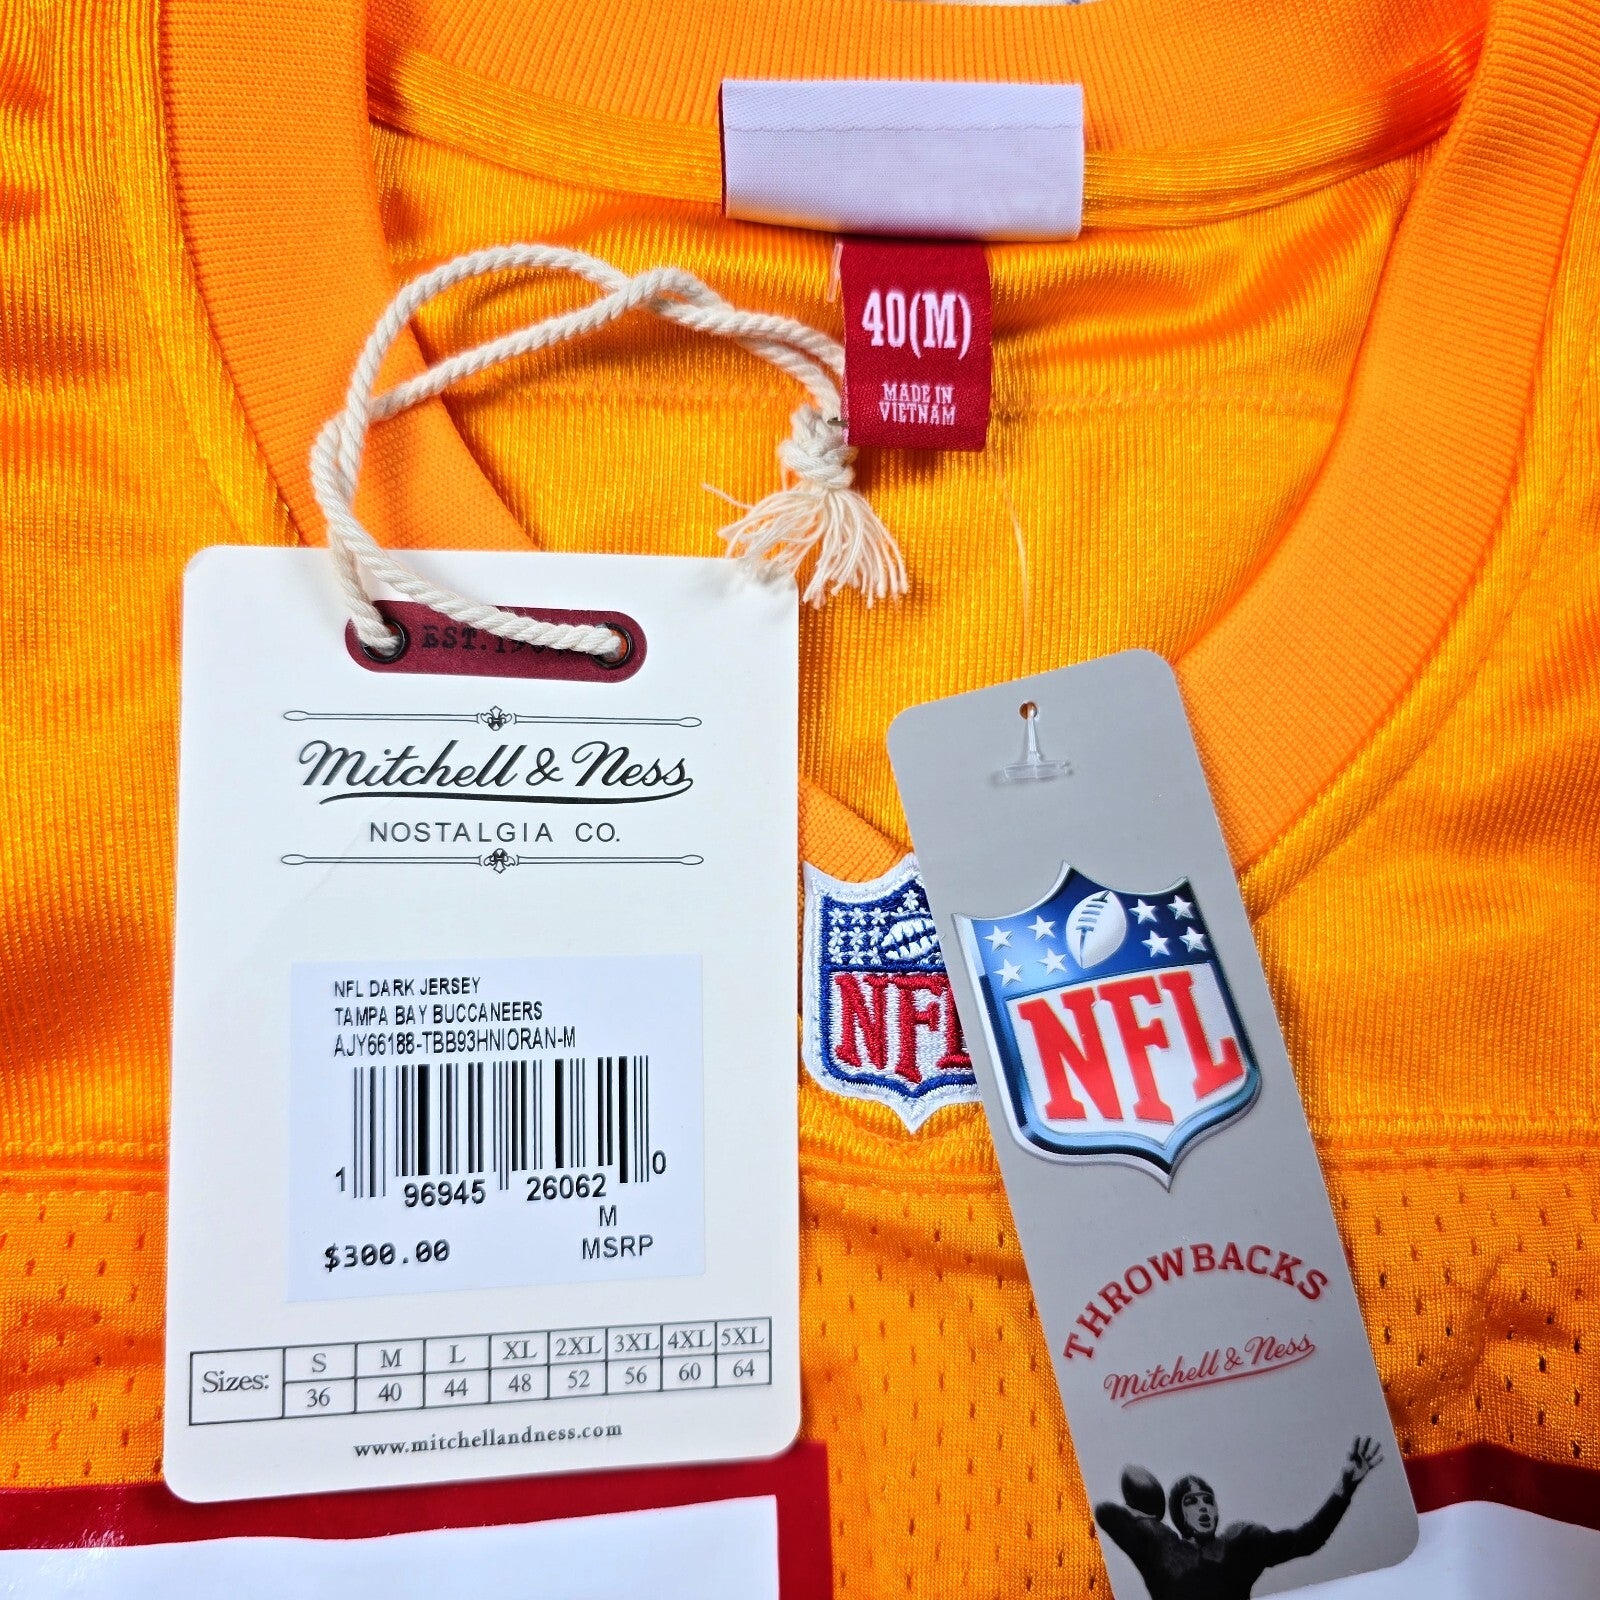 40(M)
MADE IN
VIETNAM
EST.
Mitchell & Ness
NOSTALGIA CO.
NFL DARK JERSEY
TAMPA BAY BUCCANEERS
AJY66188-TBB93HNIORAN-M
1 96945 26062 0
M
$300.00 MSRP
Sizes: S M L XL 2XL 3XL 4XL 5XL
36 40 44 48 52 56 60 64
www.mitchellandness.com
NFL
NFL
THROWBACKS
Mitchell & Ness